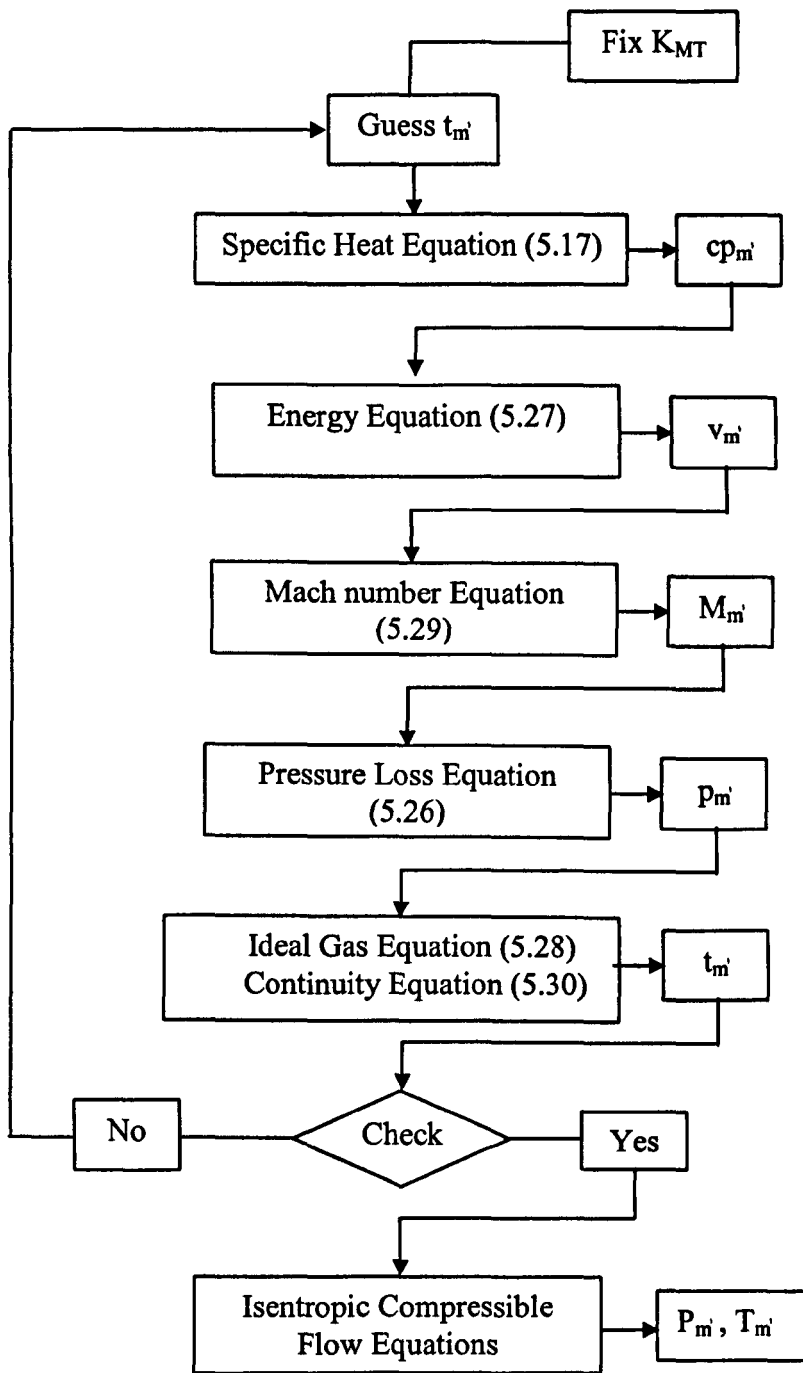 Fix K_MT
Guess t_m'
Specific Heat Equation (5.17)
cp_m'
Energy Equation (5.27)
v_m'
Mach number Equation
(5.29)
M_m'
Pressure Loss Equation
(5.26)
p_m'
Ideal Gas Equation (5.28)
Continuity Equation (5.30)
t_m'
No
Check
Yes
Isentropic Compressible
Flow Equations
P_m' , T_m'